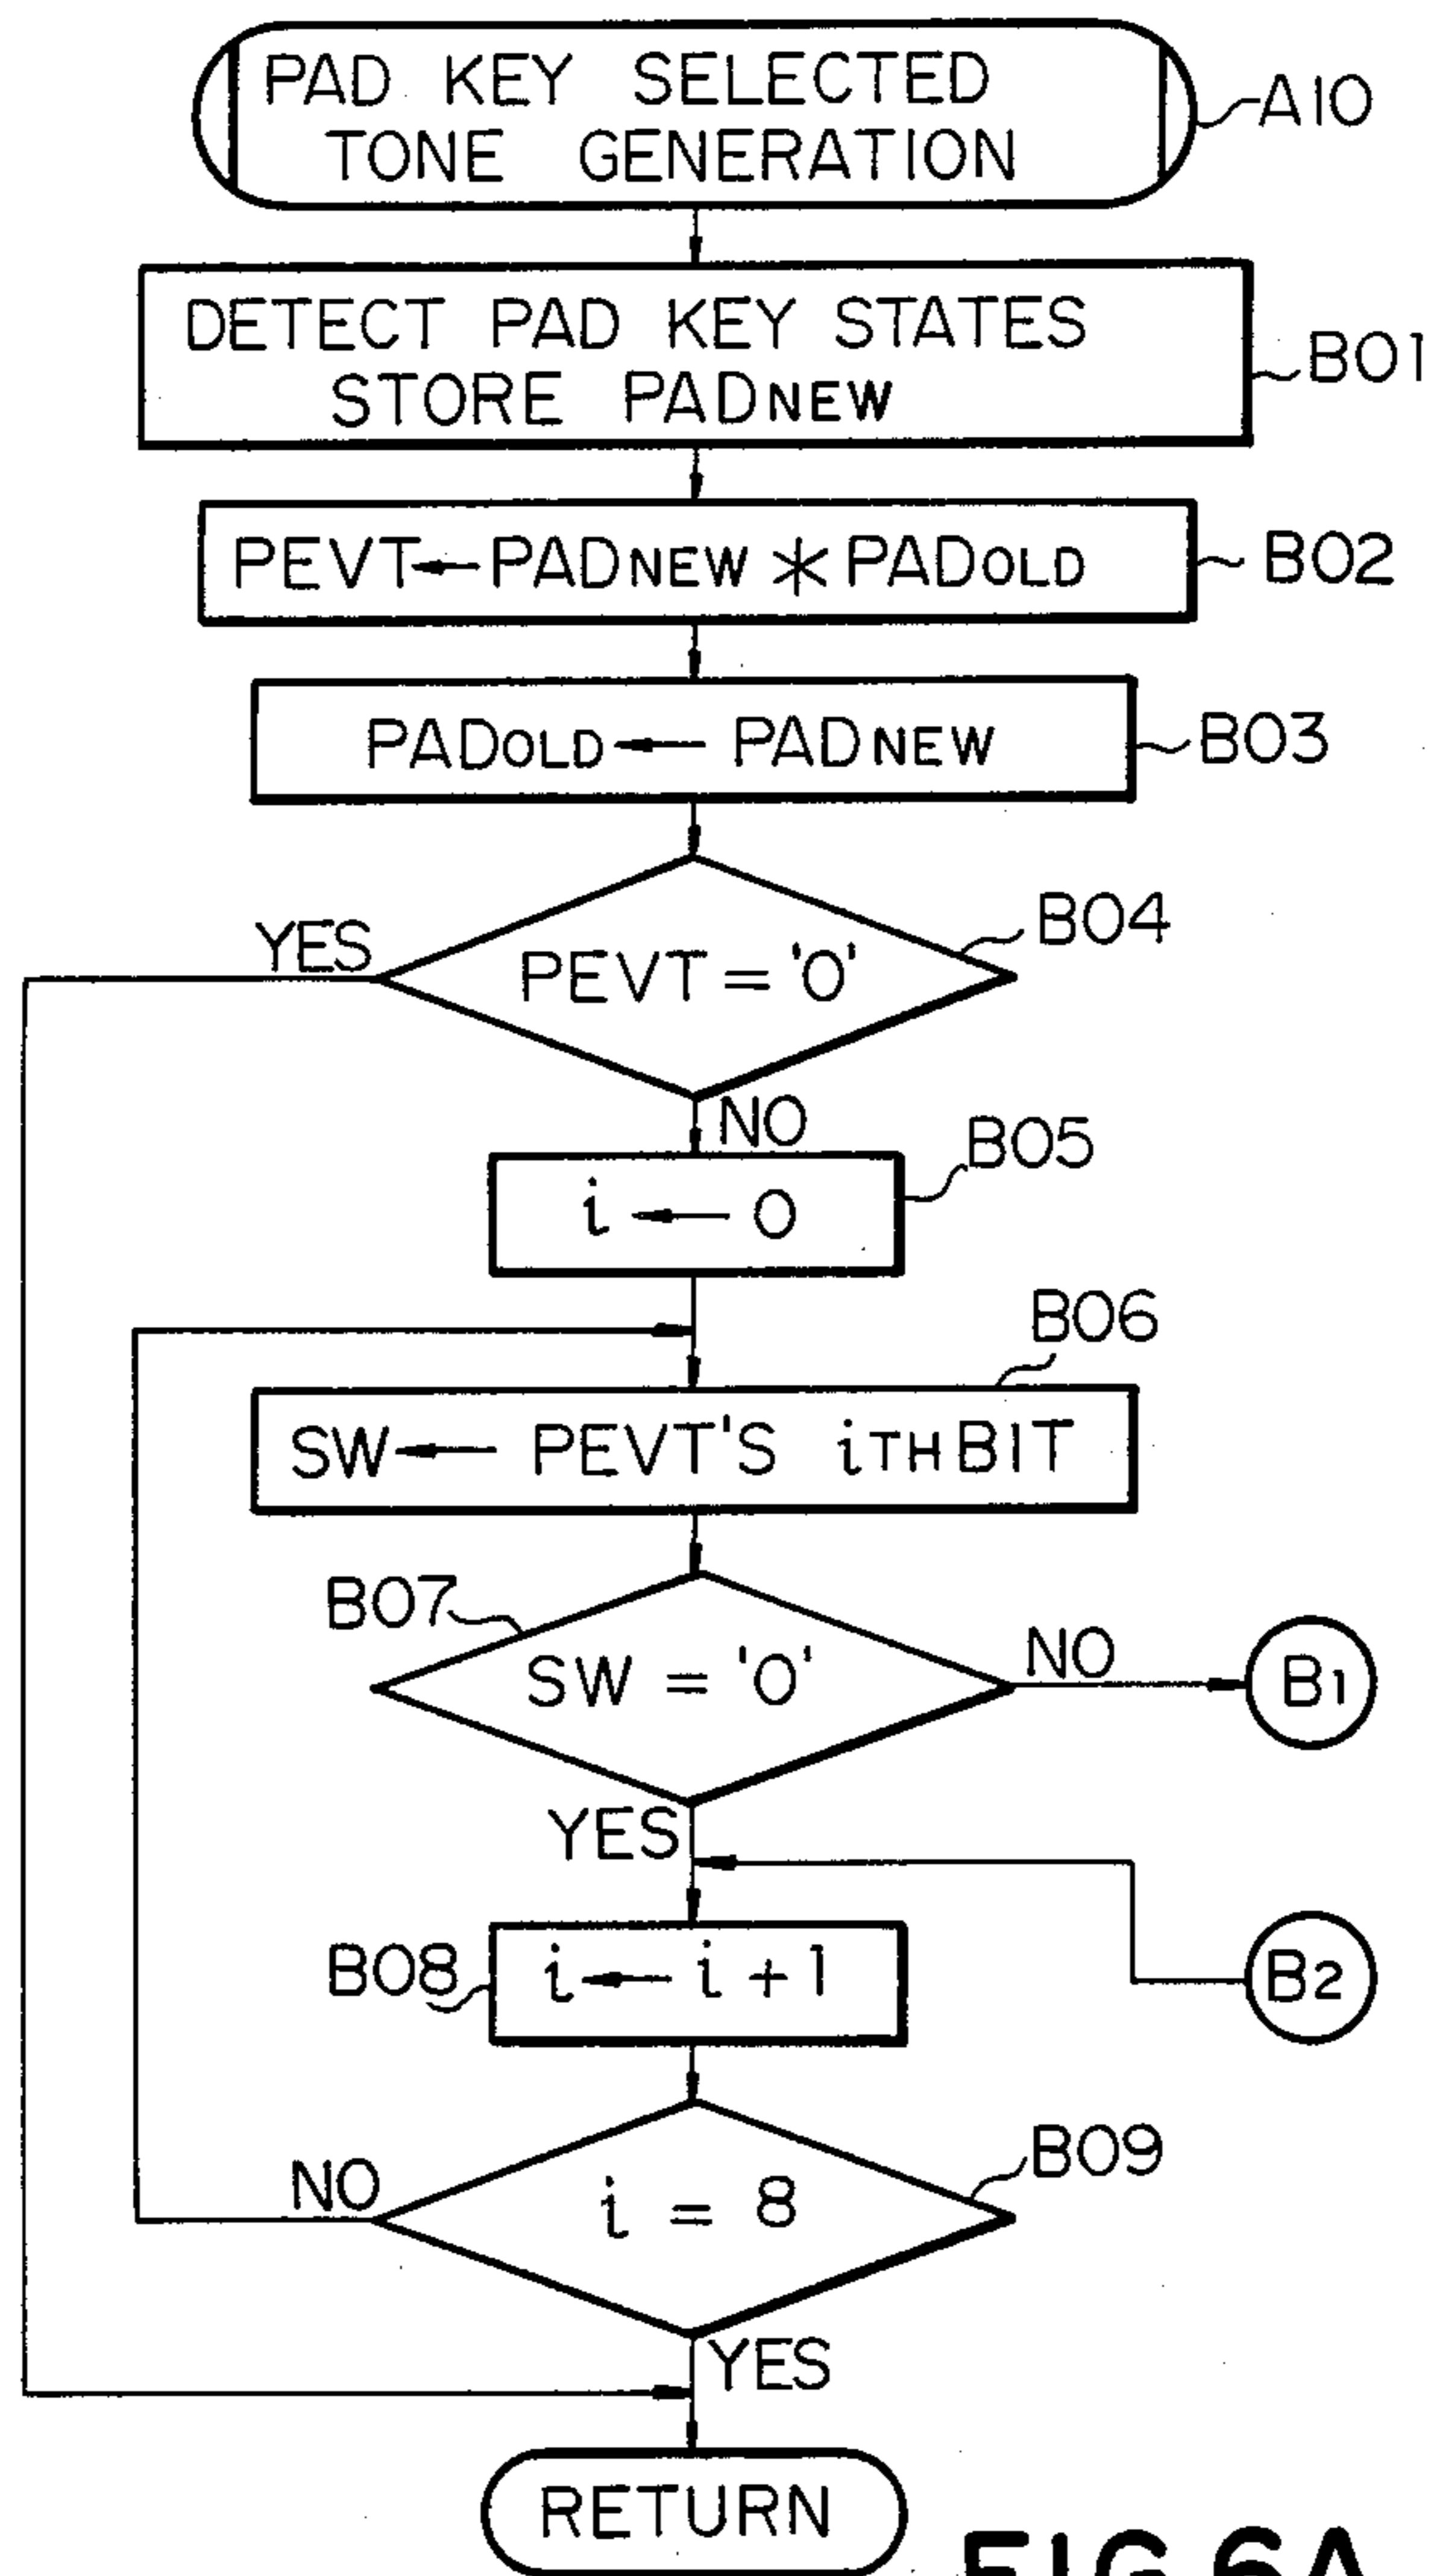 PAD KEY SELECTED
TONE GENERATION
A10
DETECT PAD KEY STATES
STORE PADNEW
B01
PEVT ← PADNEW * PADOLD
B02
PADOLD ← PADNEW
B03
YES
PEVT = '0'
B04
NO
i ← 0
B05
SW ← PEVT'S iTH BIT
B06
B07
SW = '0'
NO
B1
YES
B08
i ← i + 1
B2
NO
i = 8
B09
YES
RETURN
FIG.6A